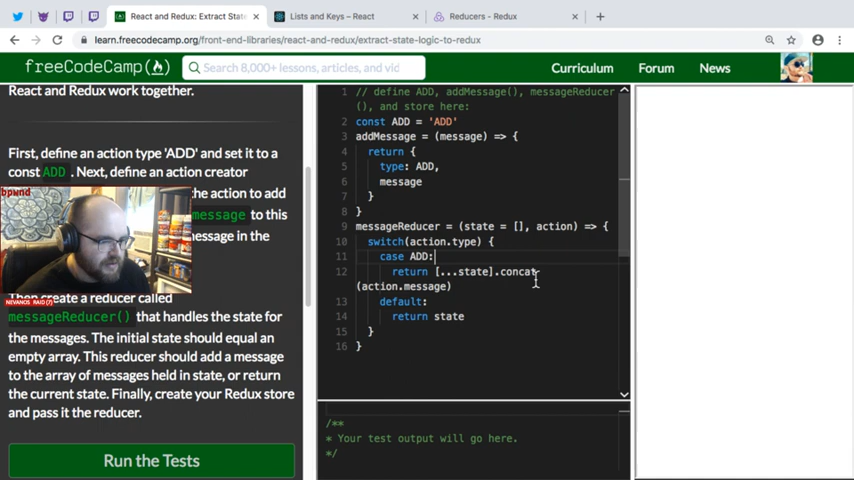 React and Redux: Extract State
Lists and Keys – React
Reducers - Redux
learn.freecodecamp.org/front-end-libraries/react-and-redux/extract-state-logic-to-redux
freeCodeCamp
Search 8,000+ lessons, articles, and vid
Curriculum
Forum
News
React and Redux work together.
First, define an action type 'ADD' and set it to a
const ADD . Next, define an action creator
the action to add
message to this
message in the
bpwnd
NEVANOS RAID (7)
Then create a reducer called
messageReducer() that handles the state for
the messages. The initial state should equal an
empty array. This reducer should add a message
to the array of messages held in state, or return
the current state. Finally, create your Redux store
and pass it the reducer.
Run the Tests
1 // define ADD, addMessage(), messageReducer
(), and store here:
2 const ADD = 'ADD'
3 addMessage = (message) => {
4 return {
5 type: ADD,
6 message
7 }
8 }
9 messageReducer = (state = [], action) => {
10 switch(action.type) {
11 case ADD:
12 return [...state].concat
(action.message)
13 default:
14 return state
15 }
16 }
/**
* Your test output will go here.
*/